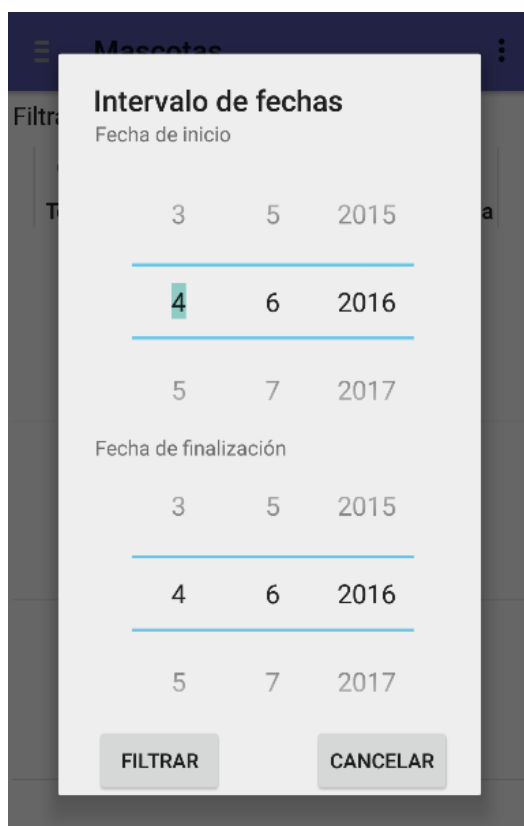 Mascotas
Intervalo de fechas
Fecha de inicio
3 5 2015
4 6 2016
5 7 2017
Fecha de finalización
3 5 2015
4 6 2016
5 7 2017
FILTRAR CANCELAR